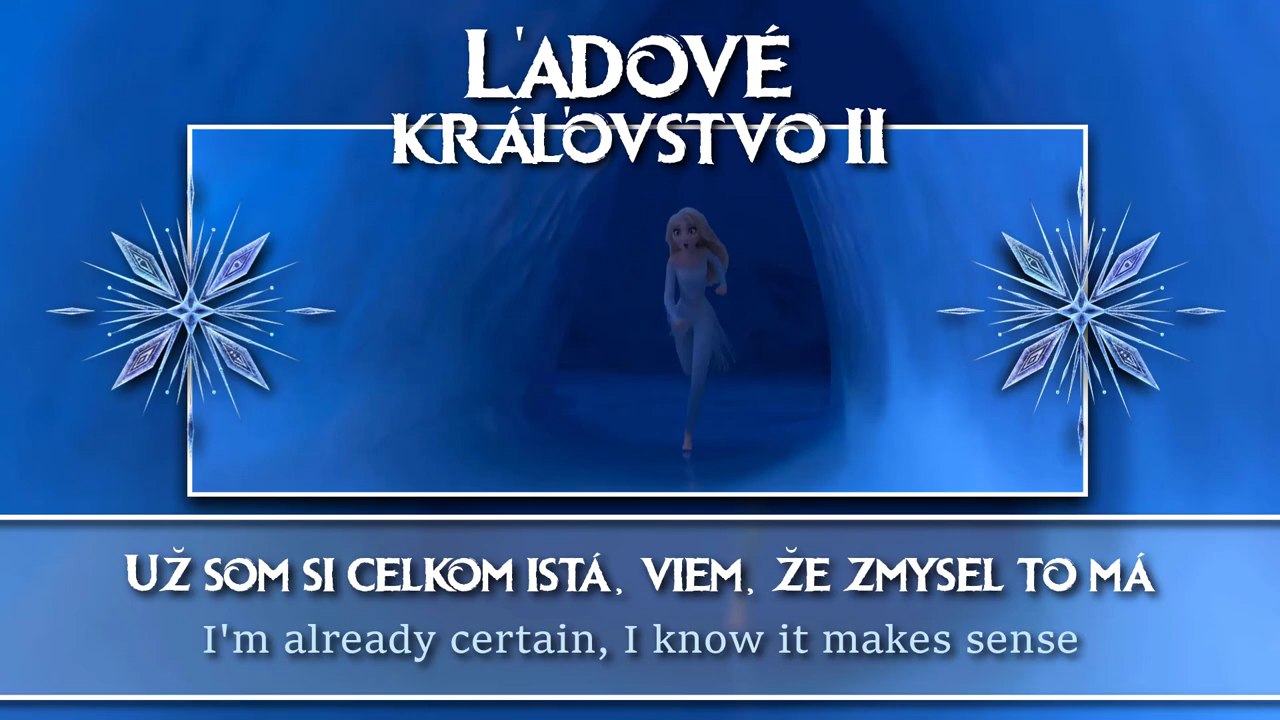 ĽADOVÉ
KRÁĽOVSTVO II
UŽ SOM SI CELKOM ISTÁ, VIEM, ŽE ZMYSEL TO MÁ
I'm already certain, I know it makes sense